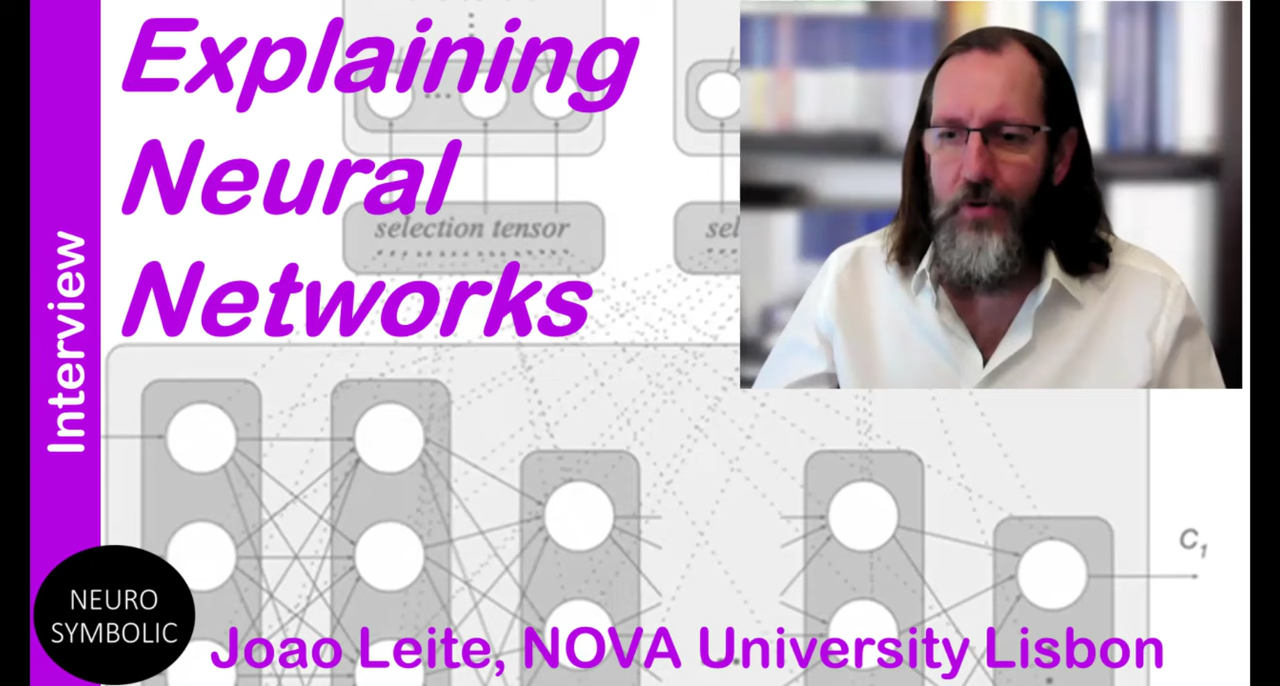 Explaining
Neural
Networks
selection tensor
sel
Interview
C1
NEURO
SYMBOLIC
Joao Leite, NOVA University Lisbon